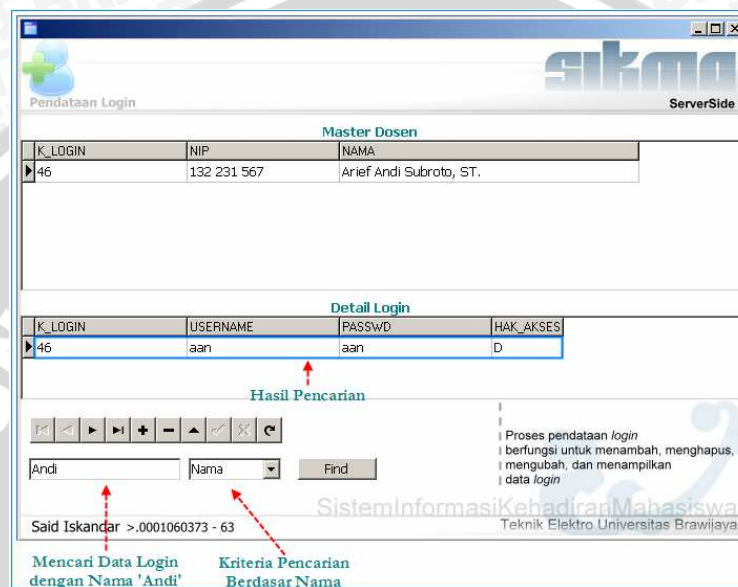 sikma
Pendataan Login
ServerSide
Master Dosen
K_LOGIN NIP NAMA
46 132 231 567 Arief Andi Subroto, ST.
Detail Login
K_LOGIN USERNAME PASSWD HAK_AKSES
46 aan aan D
Hasil Pencarian
Proses pendataan login
berfungsi untuk menambah, menghapus,
mengubah, dan menampilkan
data login
Andi Nama Find
SistemInformasiKehadiranMahasiswa
Said Iskandar >.0001060373 - 63
Teknik Elektro Universitas Brawijaya
Mencari Data Login
dengan Nama 'Andi'
Kriteria Pencarian
Berdasar Nama